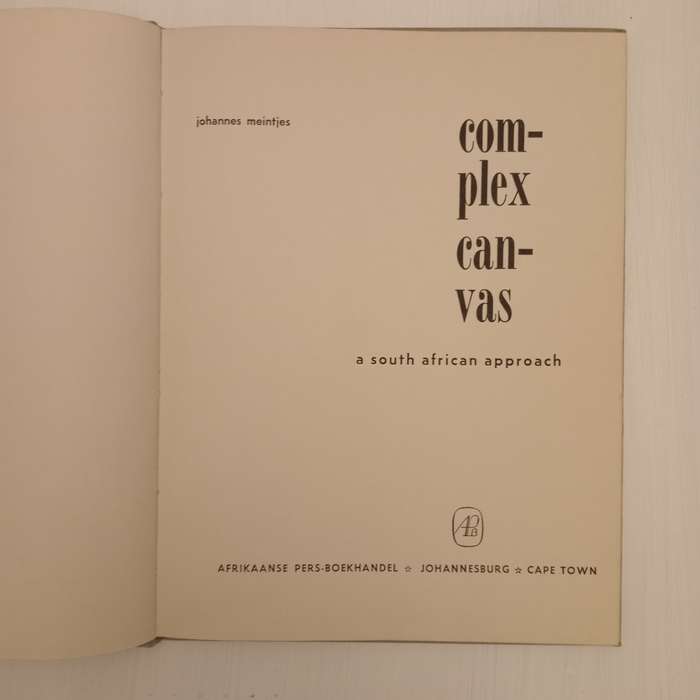 johannes meintjes
com-
plex
can-
vas
a south african approach
APB
AFRIKAANSE PERS-BOEKHANDEL ☆ JOHANNESBURG ☆ CAPE TOWN